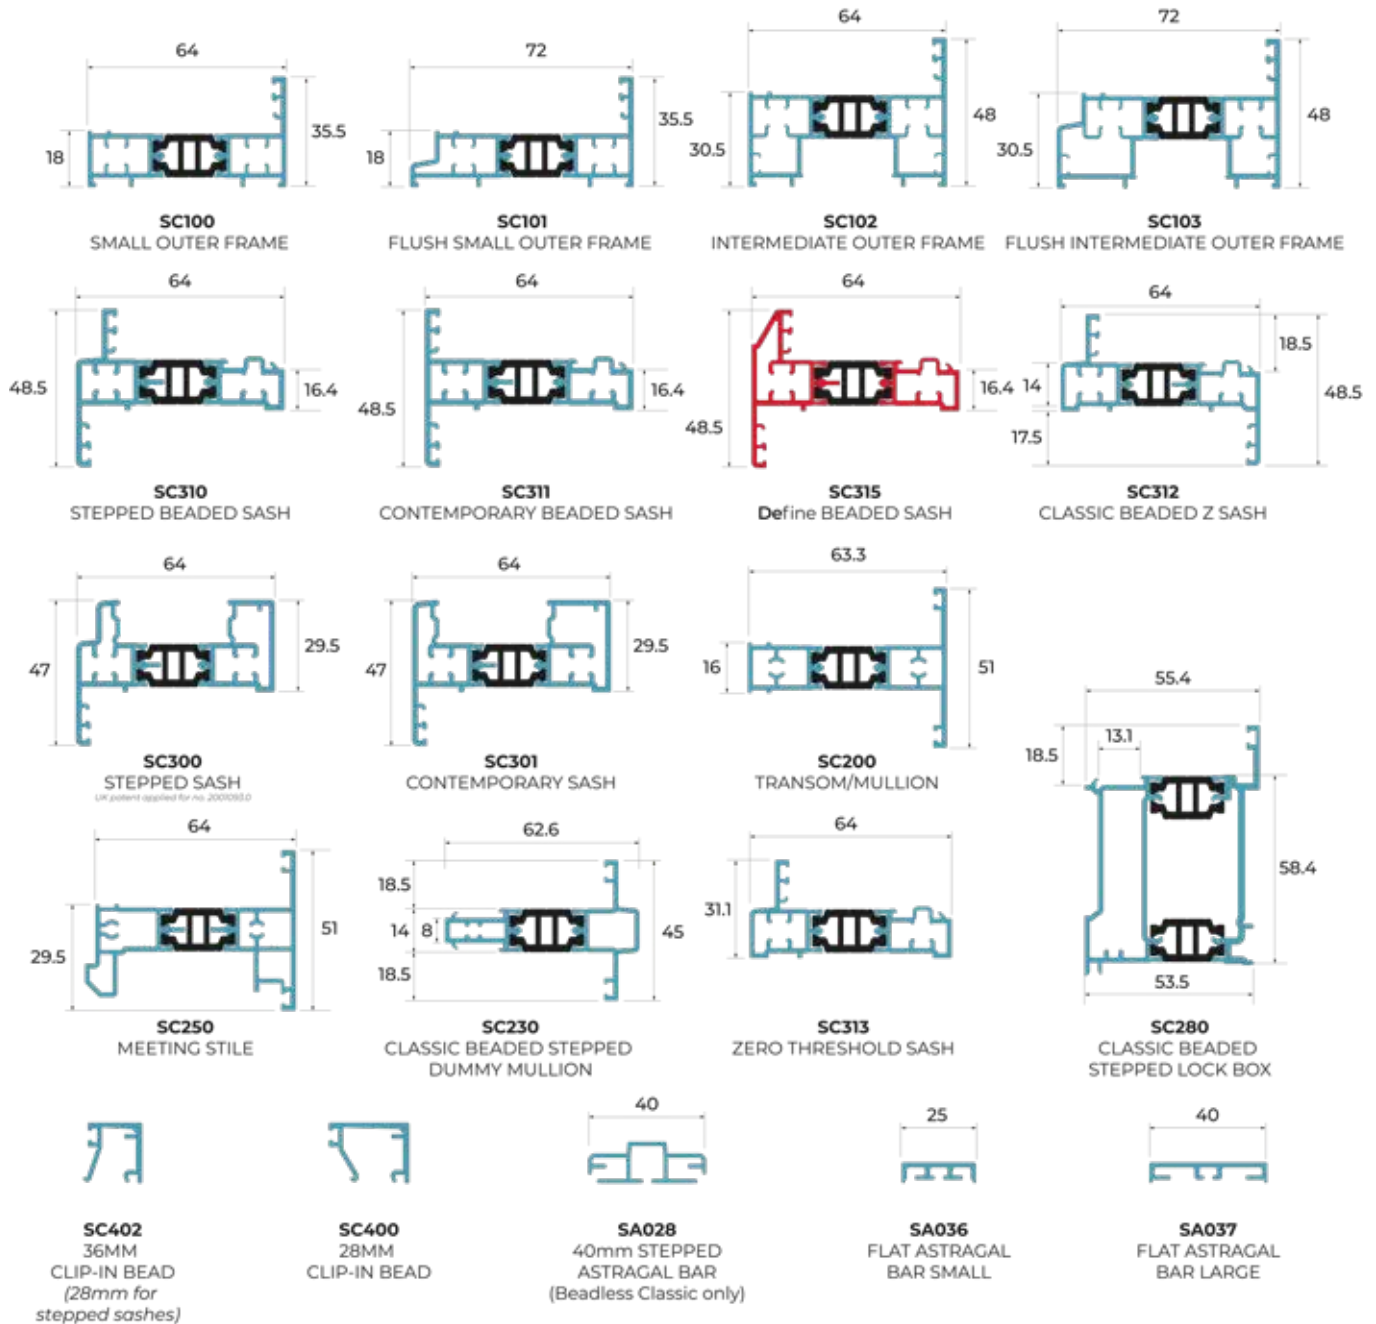 64
35.5
18
SC100
SMALL OUTER FRAME
72
35.5
18
SC101
FLUSH SMALL OUTER FRAME
64
48
30.5
SC102
INTERMEDIATE OUTER FRAME
72
48
30.5
SC103
FLUSH INTERMEDIATE OUTER FRAME
64
48.5
16.4
SC310
STEPPED BEADED SASH
64
48.5
16.4
SC311
CONTEMPORARY BEADED SASH
64
48.5
16.4
SC315
Define BEADED SASH
64
18.5
14
48.5
17.5
SC312
CLASSIC BEADED Z SASH
64
47
29.5
SC300
STEPPED SASH
UK patent applied for no.
64
47
29.5
SC301
CONTEMPORARY SASH
63.3
16
51
SC200
TRANSOM/MULLION
55.4
18.5
13.1
58.4
53.5
SC280
CLASSIC BEADED
STEPPED LOCK BOX
64
51
29.5
SC250
MEETING STILE
62.6
18.5
14
8
45
18.5
SC230
CLASSIC BEADED STEPPED
DUMMY MULLION
64
31.1
SC313
ZERO THRESHOLD SASH
SC402
36MM
CLIP-IN BEAD
(28mm for
stepped sashes)
SC400
28MM
CLIP-IN BEAD
40
SA028
40mm STEPPED
ASTRAGAL BAR
(Beadless Classic only)
25
SA036
FLAT ASTRAGAL
BAR SMALL
40
SA037
FLAT ASTRAGAL
BAR LARGE